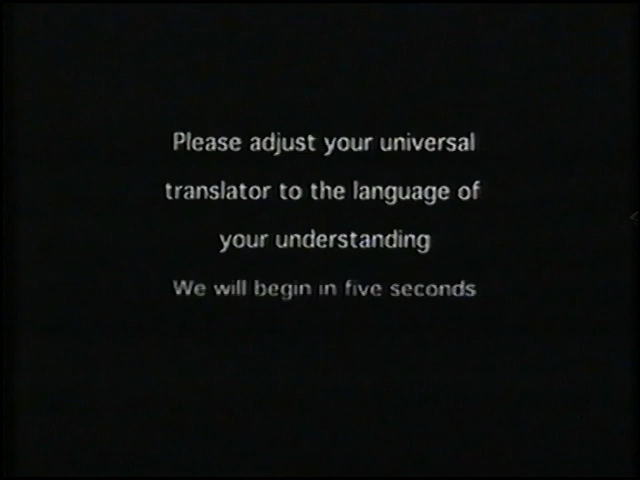 Please adjust your universal
translator to the language of
your understanding
We will begin in five seconds